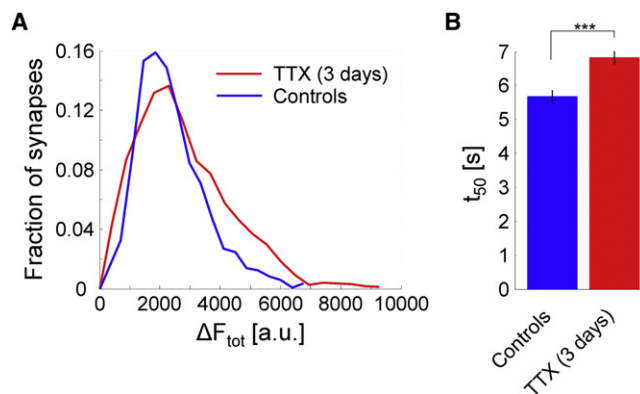 A
Fraction of synapses
0.16
0.12
0.08
0.04
0
TTX (3 days)
Controls
0 2000 4000 6000 8000 10000
ΔFtot [a.u.]
B
***
t50 [s]
7
6
5
4
3
2
1
0
Controls
TTX (3 days)